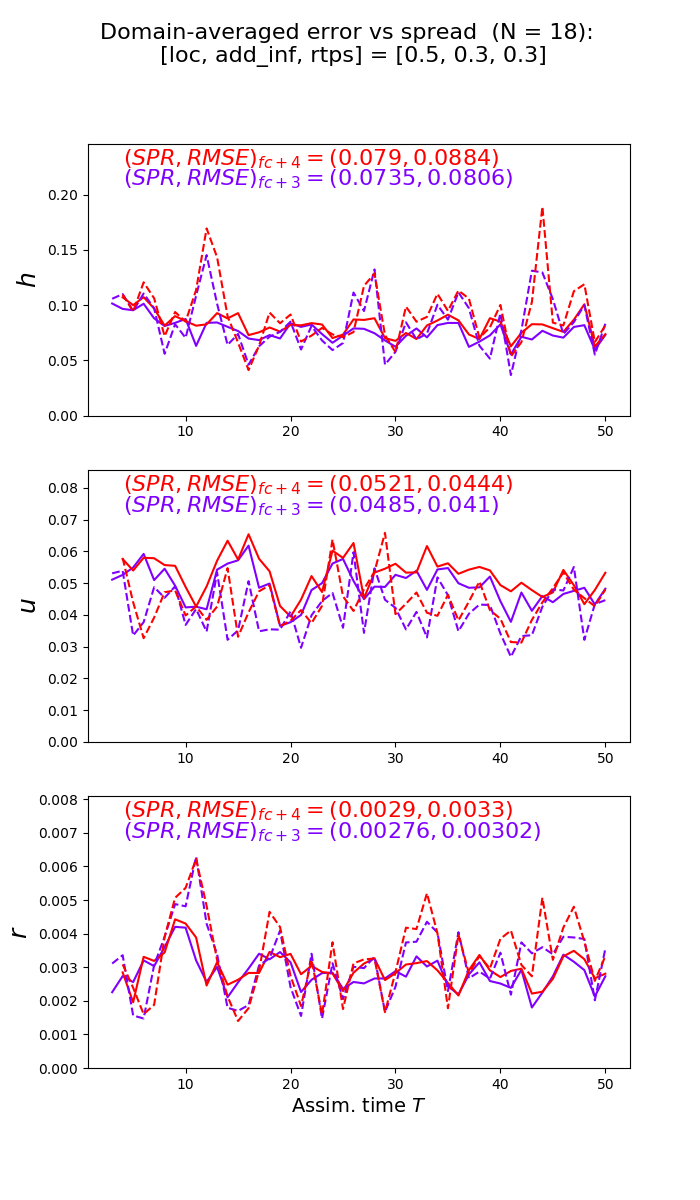 Domain-averaged error vs spread (N = 18):
[loc, add_inf, rtps] = [0.5, 0.3, 0.3]
(SPR, RMSE)fc+4 = (0.079, 0.0884)
(SPR, RMSE)fc+3 = (0.0735, 0.0806)
0.20
0.15
h
0.10
0.05
0.00
10 20 30 40 50
(SPR, RMSE)fc+4 = (0.0521, 0.0444)
(SPR, RMSE)fc+3 = (0.0485, 0.041)
0.08
0.07
0.06
0.05
u
0.04
0.03
0.02
0.01
0.00
10 20 30 40 50
(SPR, RMSE)fc+4 = (0.0029, 0.0033)
(SPR, RMSE)fc+3 = (0.00276, 0.00302)
0.008
0.007
0.006
0.005
0.004
r
0.003
0.002
0.001
0.000
10 20 30 40 50
Assim. time T